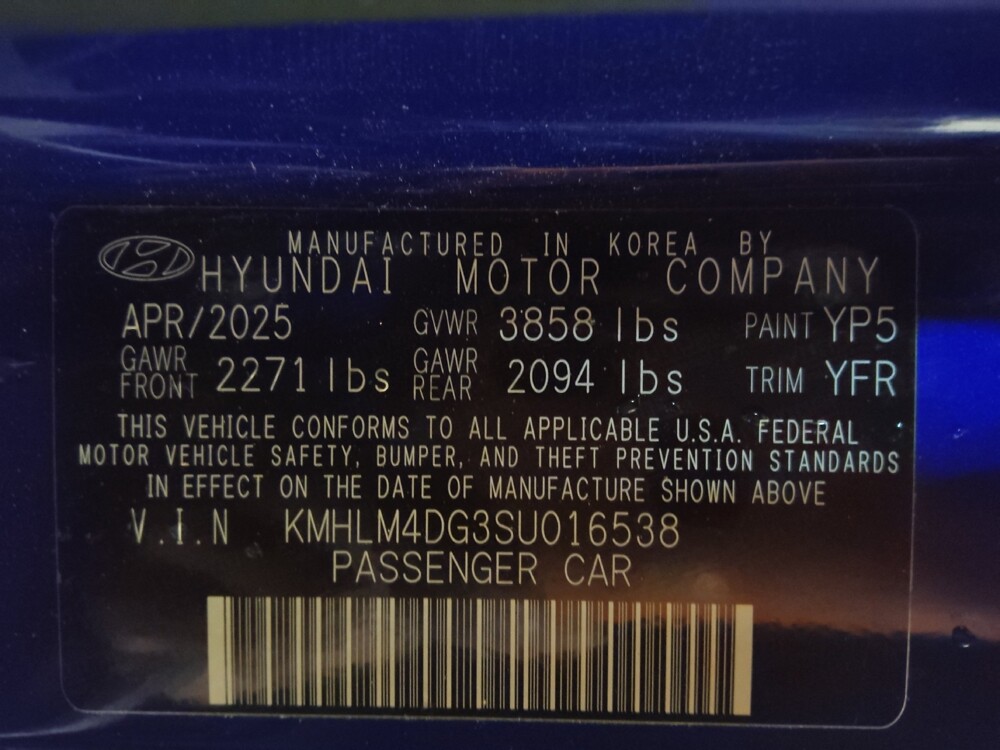 MANUFACTURED IN KOREA BY
HYUNDAI MOTOR COMPANY
APR/2025 GVWR 3858 lbs PAINT YP5
GAWR FRONT 2271 lbs GAWR REAR 2094 lbs TRIM YFR
THIS VEHICLE CONFORMS TO ALL APPLICABLE U.S.A. FEDERAL
MOTOR VEHICLE SAFETY, BUMPER, AND THEFT PREVENTION STANDARDS
IN EFFECT ON THE DATE OF MANUFACTURE SHOWN ABOVE
V.I.N KMHLM4DG3SU016538
PASSENGER CAR